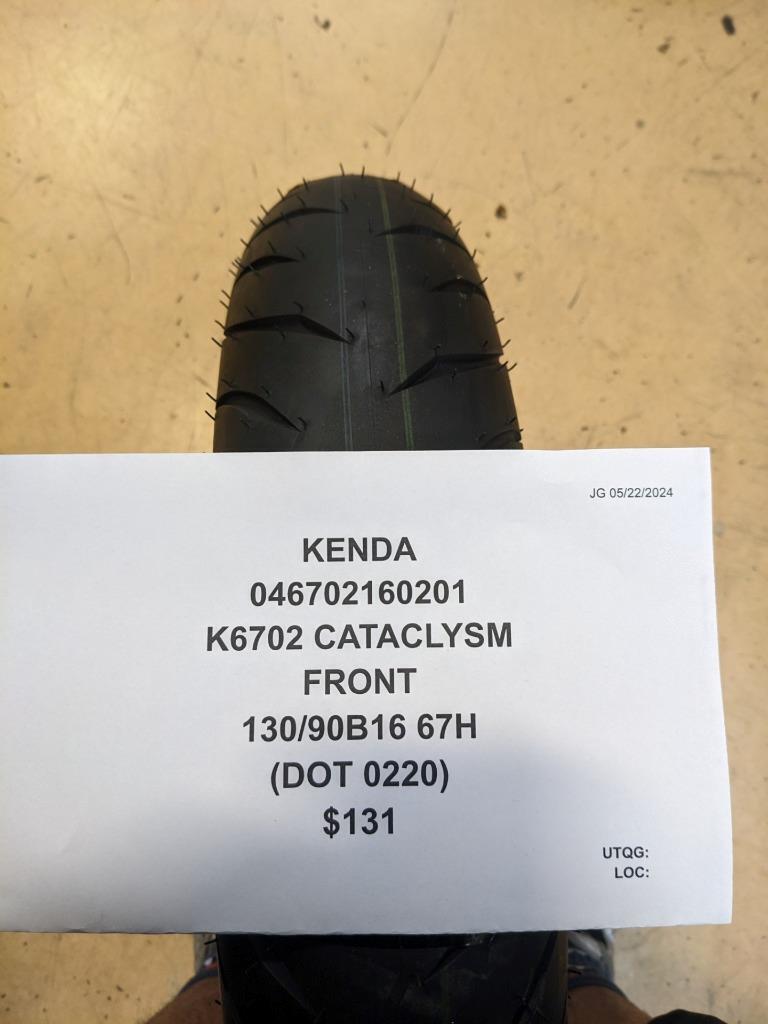 JG 05/22/2024
KENDA
046702160201
K6702 CATACLYSM
FRONT
130/90B16 67H
(DOT 0220)
$131
UTQG:
LOC: